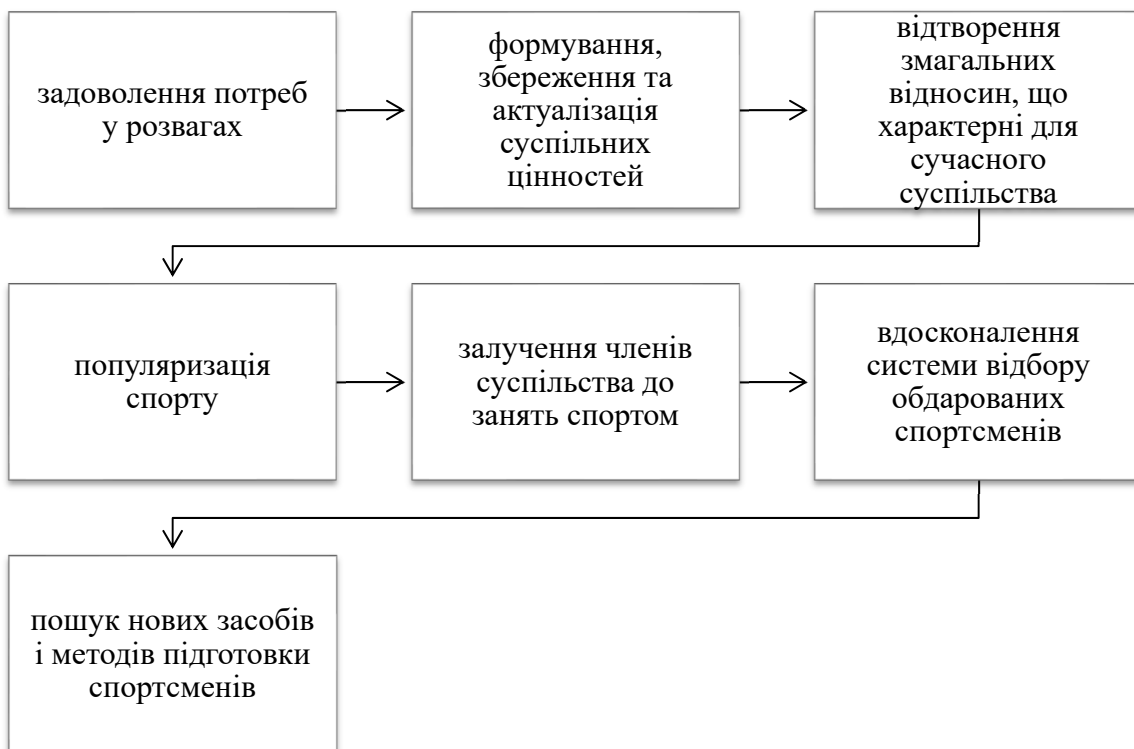 задоволення потреб
у розвагах
формування,
збереження та
актуалізація
суспільних
цінностей
відтворення
змагальних
відносин, що
характерні для
сучасного
суспільства
популяризація
спорту
залучення членів
суспільства до
занять спортом
вдосконалення
системи відбору
обдарованих
спортсменів
пошук нових засобів
і методів підготовки
спортсменів